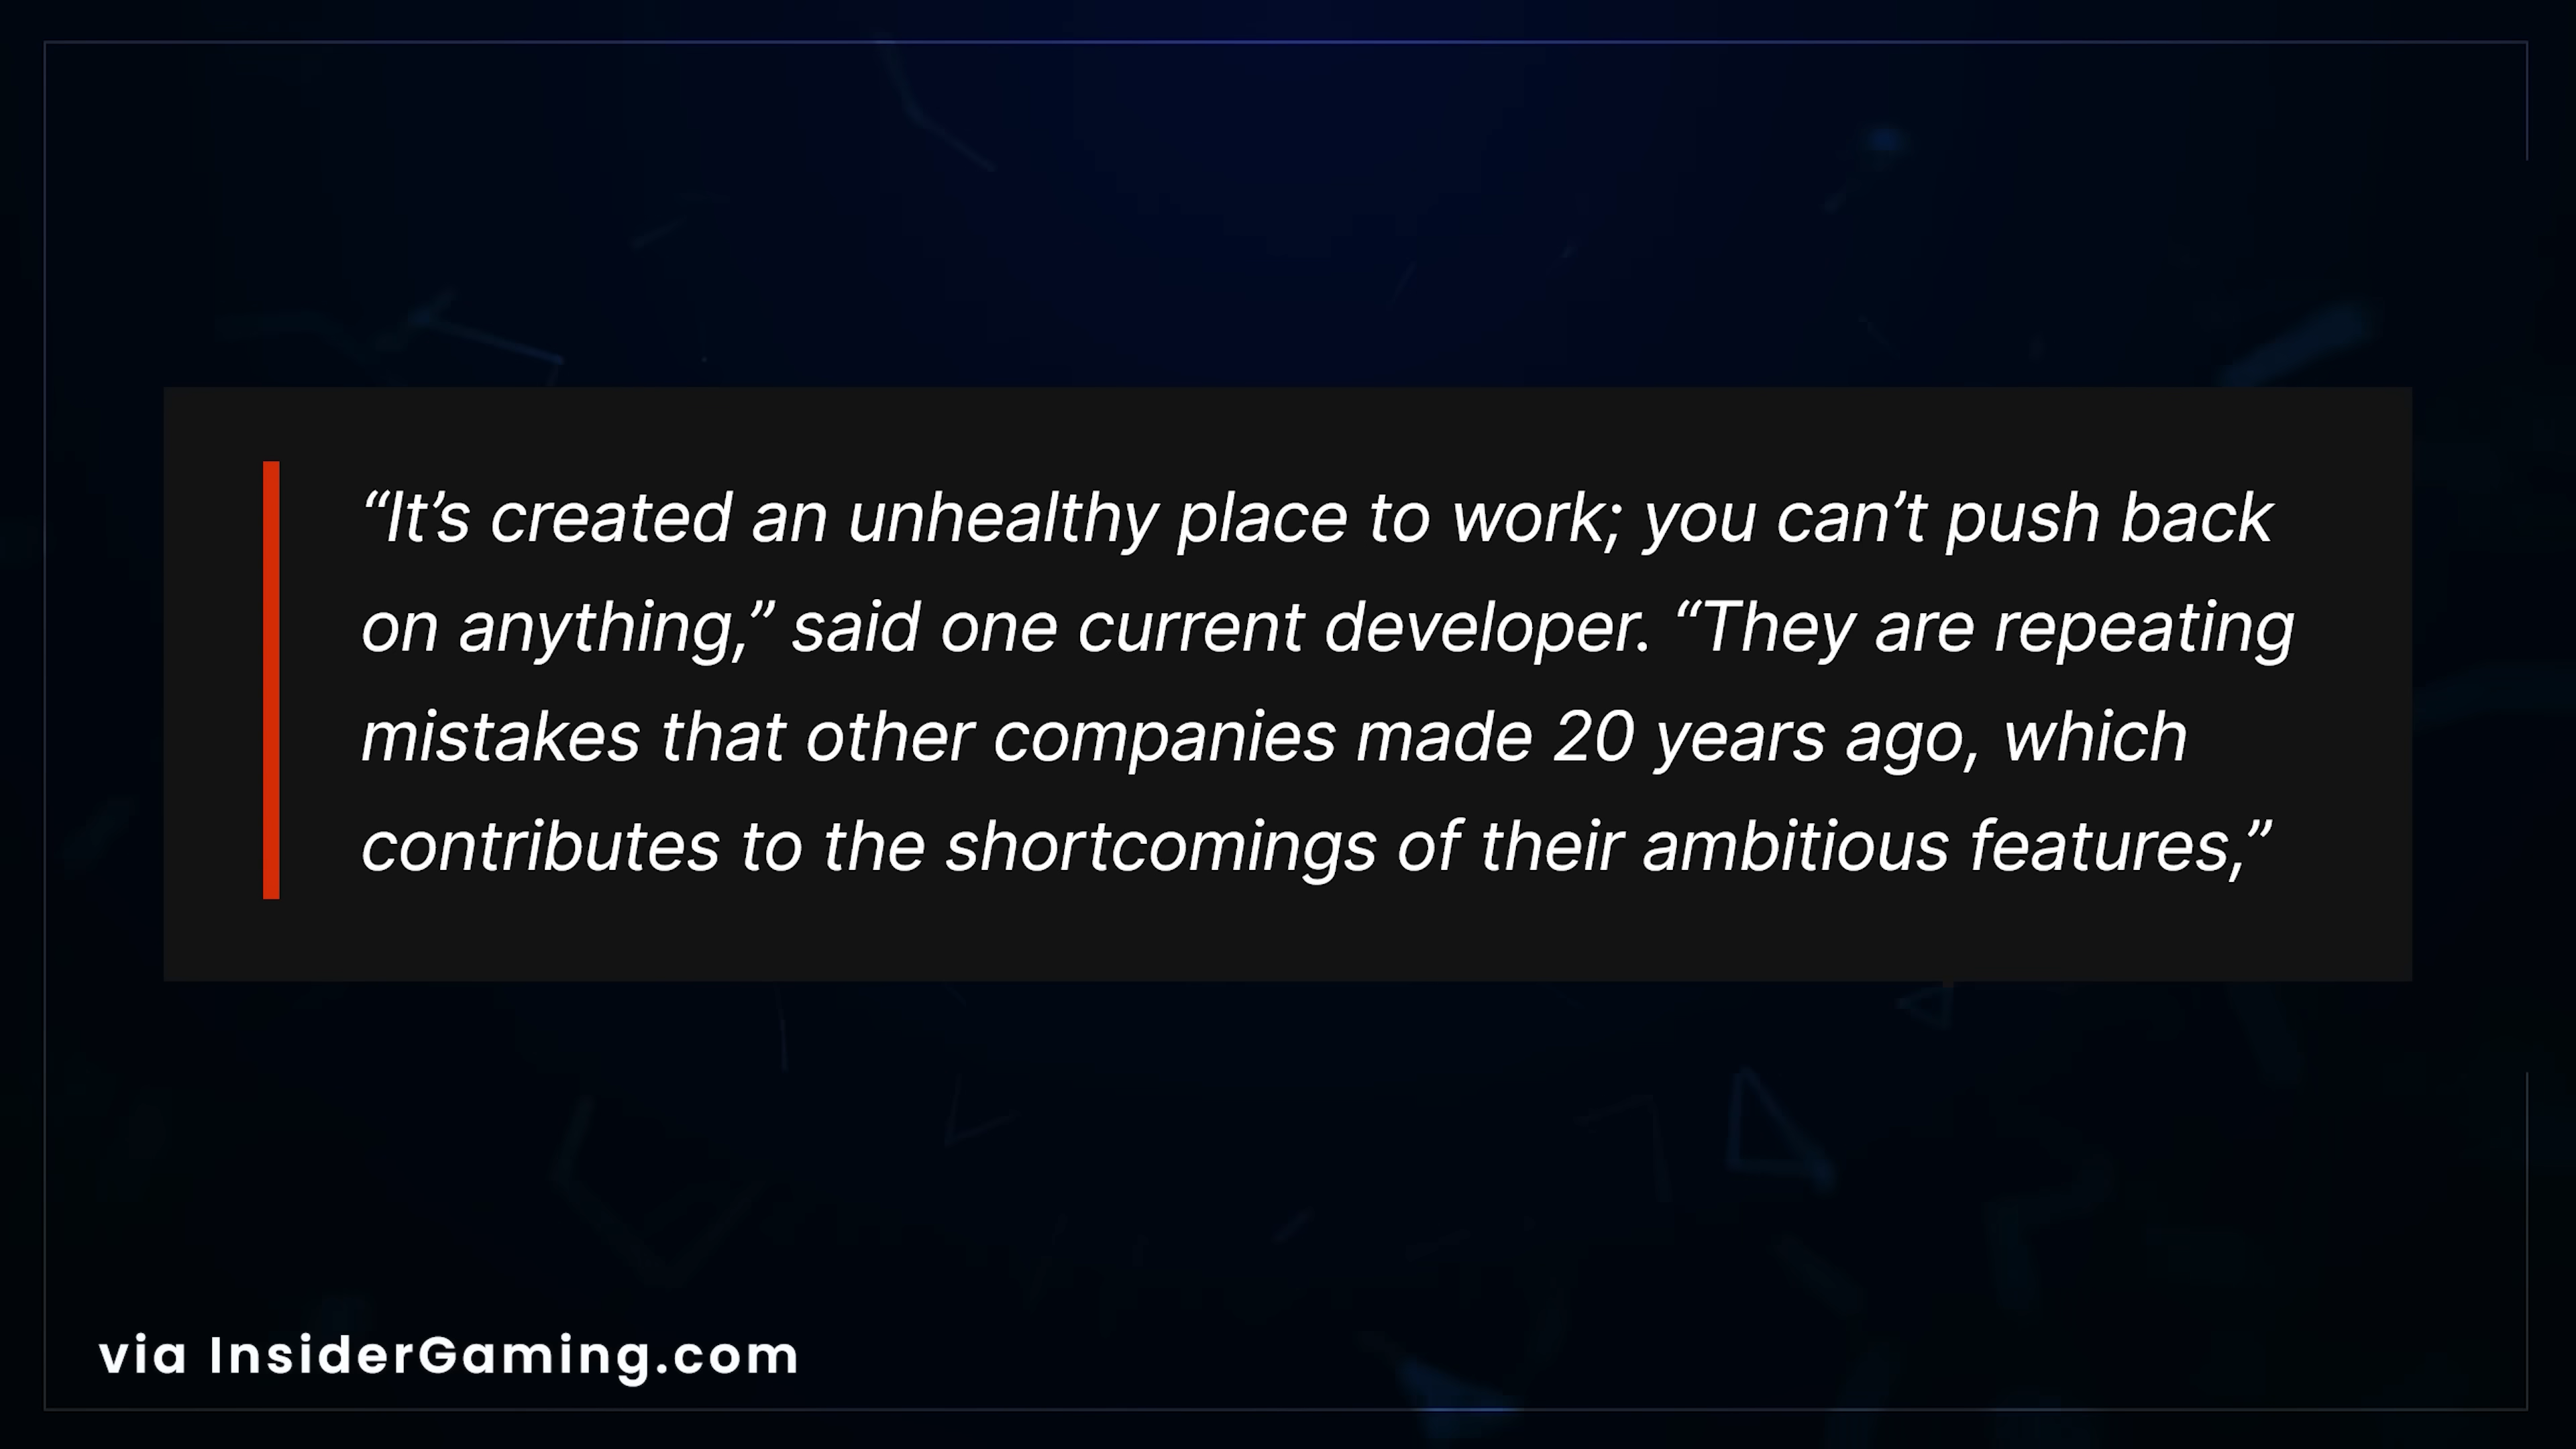 “It’s created an unhealthy place to work; you can’t push back
on anything,” said one current developer. “They are repeating
mistakes that other companies made 20 years ago, which
contributes to the shortcomings of their ambitious features,”
via InsiderGaming.com